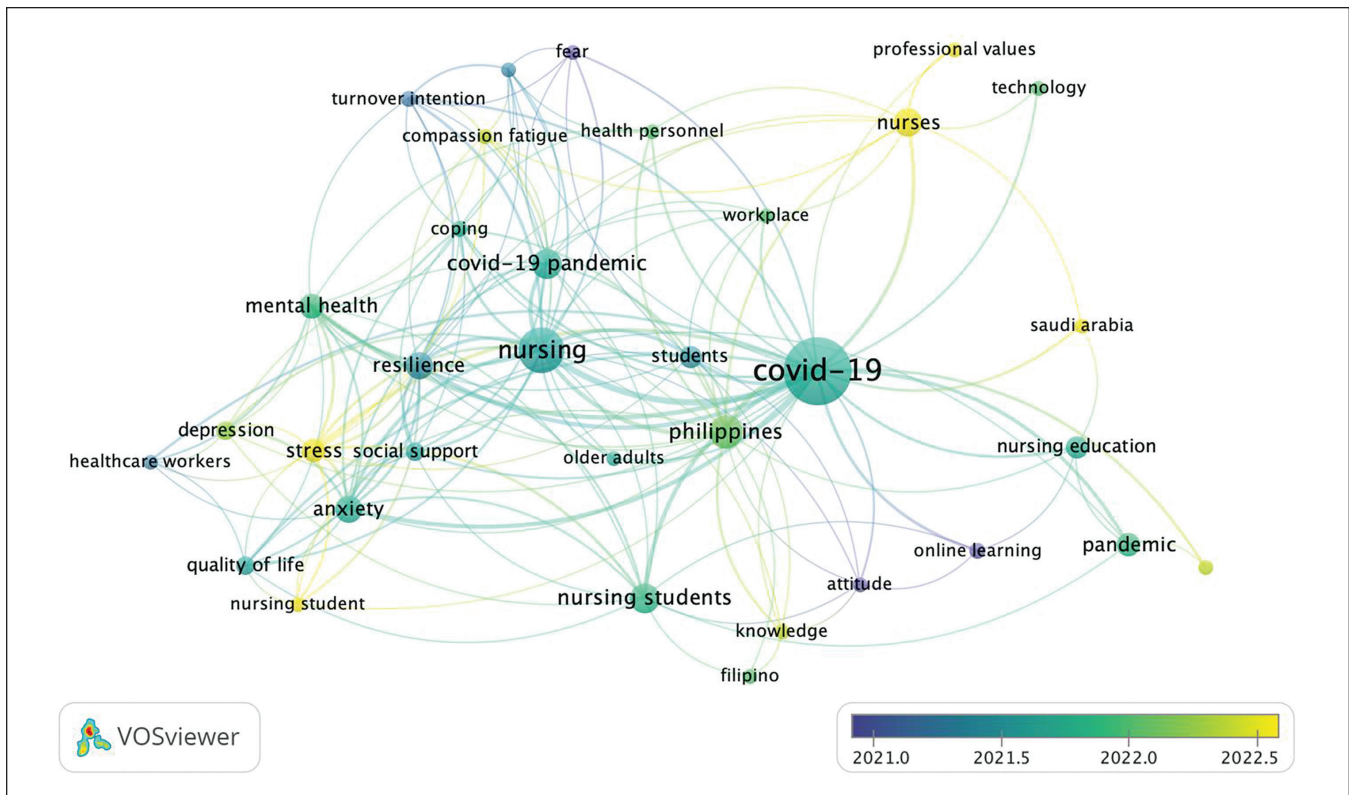 fear
professional values
technology
turnover intention
compassion fatigue
health personnel
nurses
workplace
coping
covid-19 pandemic
mental health
saudi arabia
nursing
students
resilience
covid-19
depression
philippines
stress
social support
older adults
nursing education
healthcare workers
anxiety
online learning
pandemic
quality of life
attitude
nursing student
nursing students
knowledge
filipino
VOSviewer
2021.0
2021.5
2022.0
2022.5